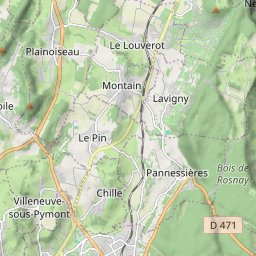 Le Louverot
Plainoiseau
Montain
Lavigny
Le Pin
Pannessières
Bois de
Rosnay
Chille
Villeneuve-
sous-Pymont
D 471